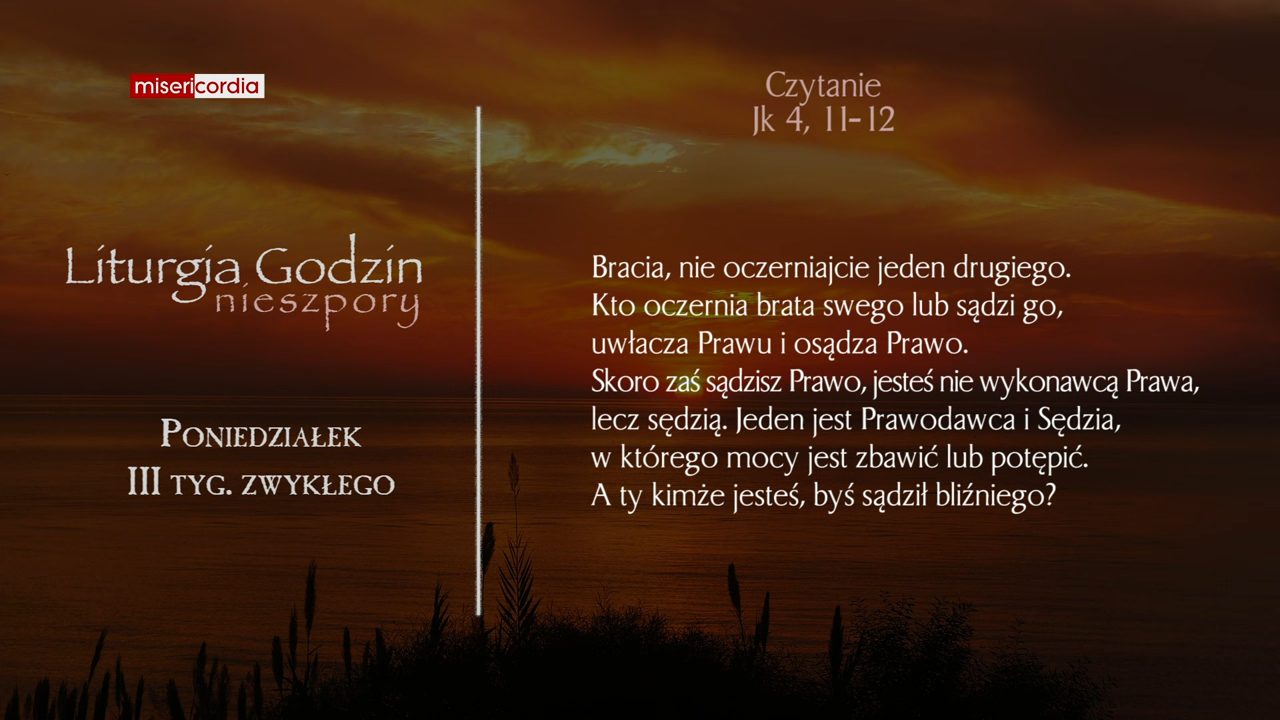 misericordia
Liturgia Godzin
nieszpory
Poniedziałek
III tyg. zwykłego
Czytanie
Jk 4, 11-12
Bracia, nie oczerniajcie jeden drugiego.
Kto oczernia brata swego lub sądzi go,
uwłacza Prawu i osądza Prawo.
Skoro zaś sądzisz Prawo, jesteś nie wykonawcą Prawa,
lecz sędzią. Jeden jest Prawodawca i Sędzia,
w którego mocy jest zbawić lub potępić.
A ty kimże jesteś, byś sądził bliźniego?